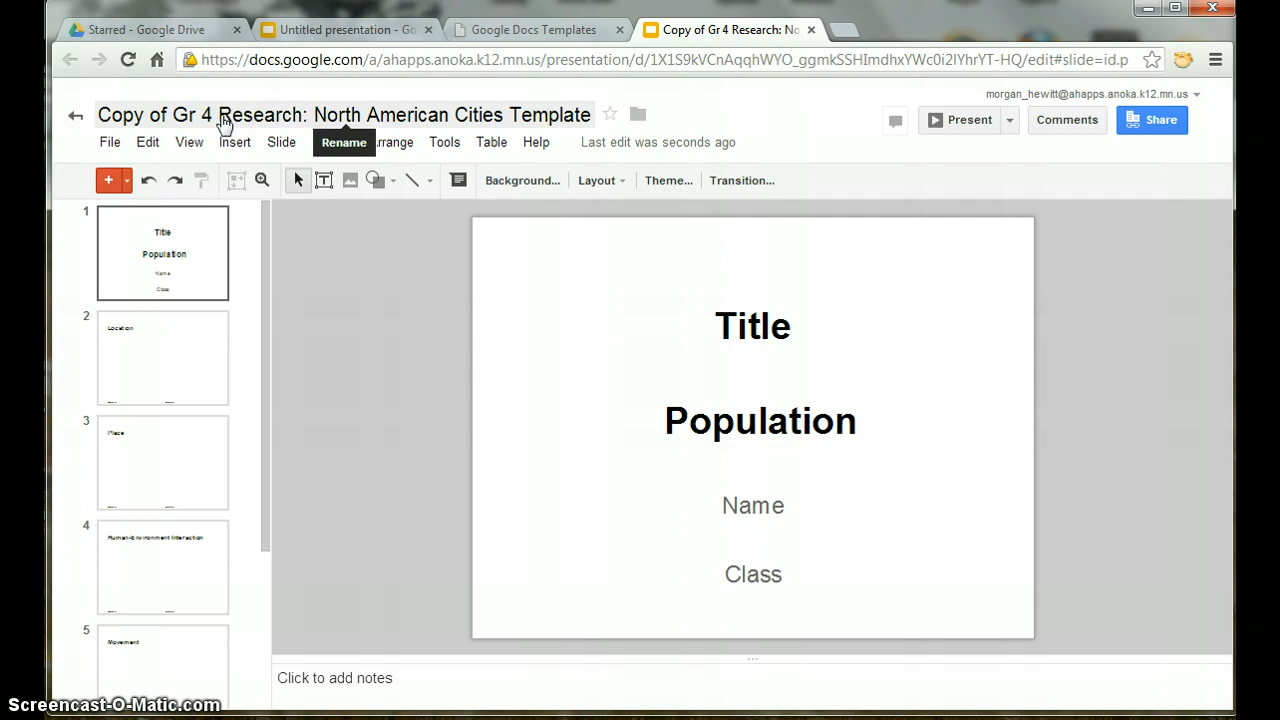 Starred - Google Drive
Untitled presentation - Go
Google Docs Templates
Copy of Gr 4 Research: No
https://docs.google.com/a/ahapps.anoka.k12.mn.us/presentation/d/1X1S9kVCnAqqhWYO_ggmkSSHImdhxYWc0i2lYhrYT-HQ/edit#slide=id.p
morgan_hewitt@ahapps.anoka.k12.mn.us
Copy of Gr 4 Research: North American Cities Template
Present
Comments
Share
File Edit View Insert Slide Rename rrange Tools Table Help Last edit was seconds ago
Background... Layout Theme... Transition...
1
Title
Population
Name
Class
2
Location
3
Place
4
Human-Environment Interaction
5
Movement
Title
Population
Name
Class
Click to add notes
Screencast-O-Matic.com